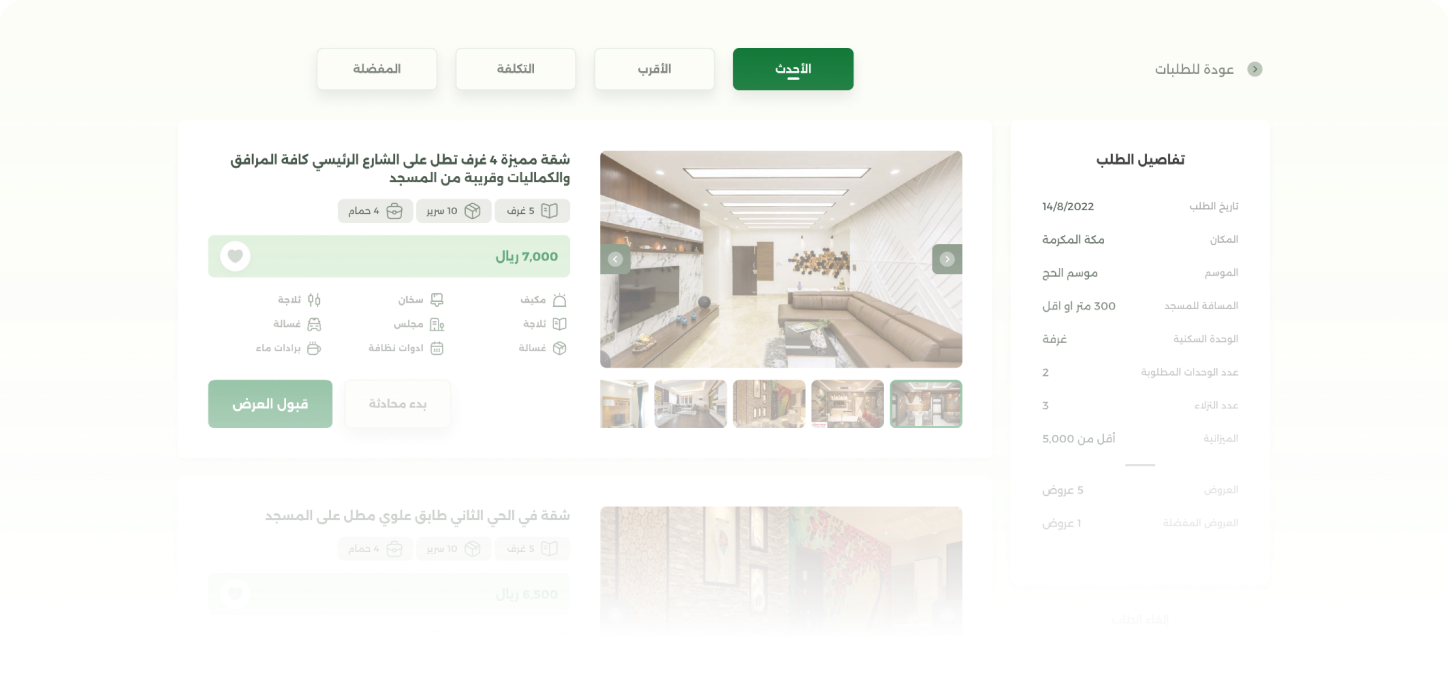 عودة للطلبات
الأحدث
الأقرب
التكلفة
المفضلة
تفاصيل الطلب
تاريخ الطلب 14/8/2022
المكان مكة المكرمة
الموسم موسم الحج
المسافة للمسجد 300 متر او اقل
الوحدة السكنية غرفة
عدد الوحدات المطلوبة 2
عدد النزلاء 3
الميزانية أقل من 5,000
العروض 5 عروض
العروض المفضلة 1 عروض
الغاء الطلب
شقة مميزة 4 غرف تطل على الشارع الرئيسي كافة المرافق
والكماليات وقريبة من المسجد
5 غرف 10 سرير 4 حمام
7,000 ريال
مكيف سخان ثلاجة
ثلاجة مجلس غسالة
غسالة ادوات نظافة برادات ماء
بدء محادثة قبول العرض
شقة في الحي الثاني طابق علوي مطل على المسجد
5 غرف 10 سرير 4 حمام
6,500 ريال